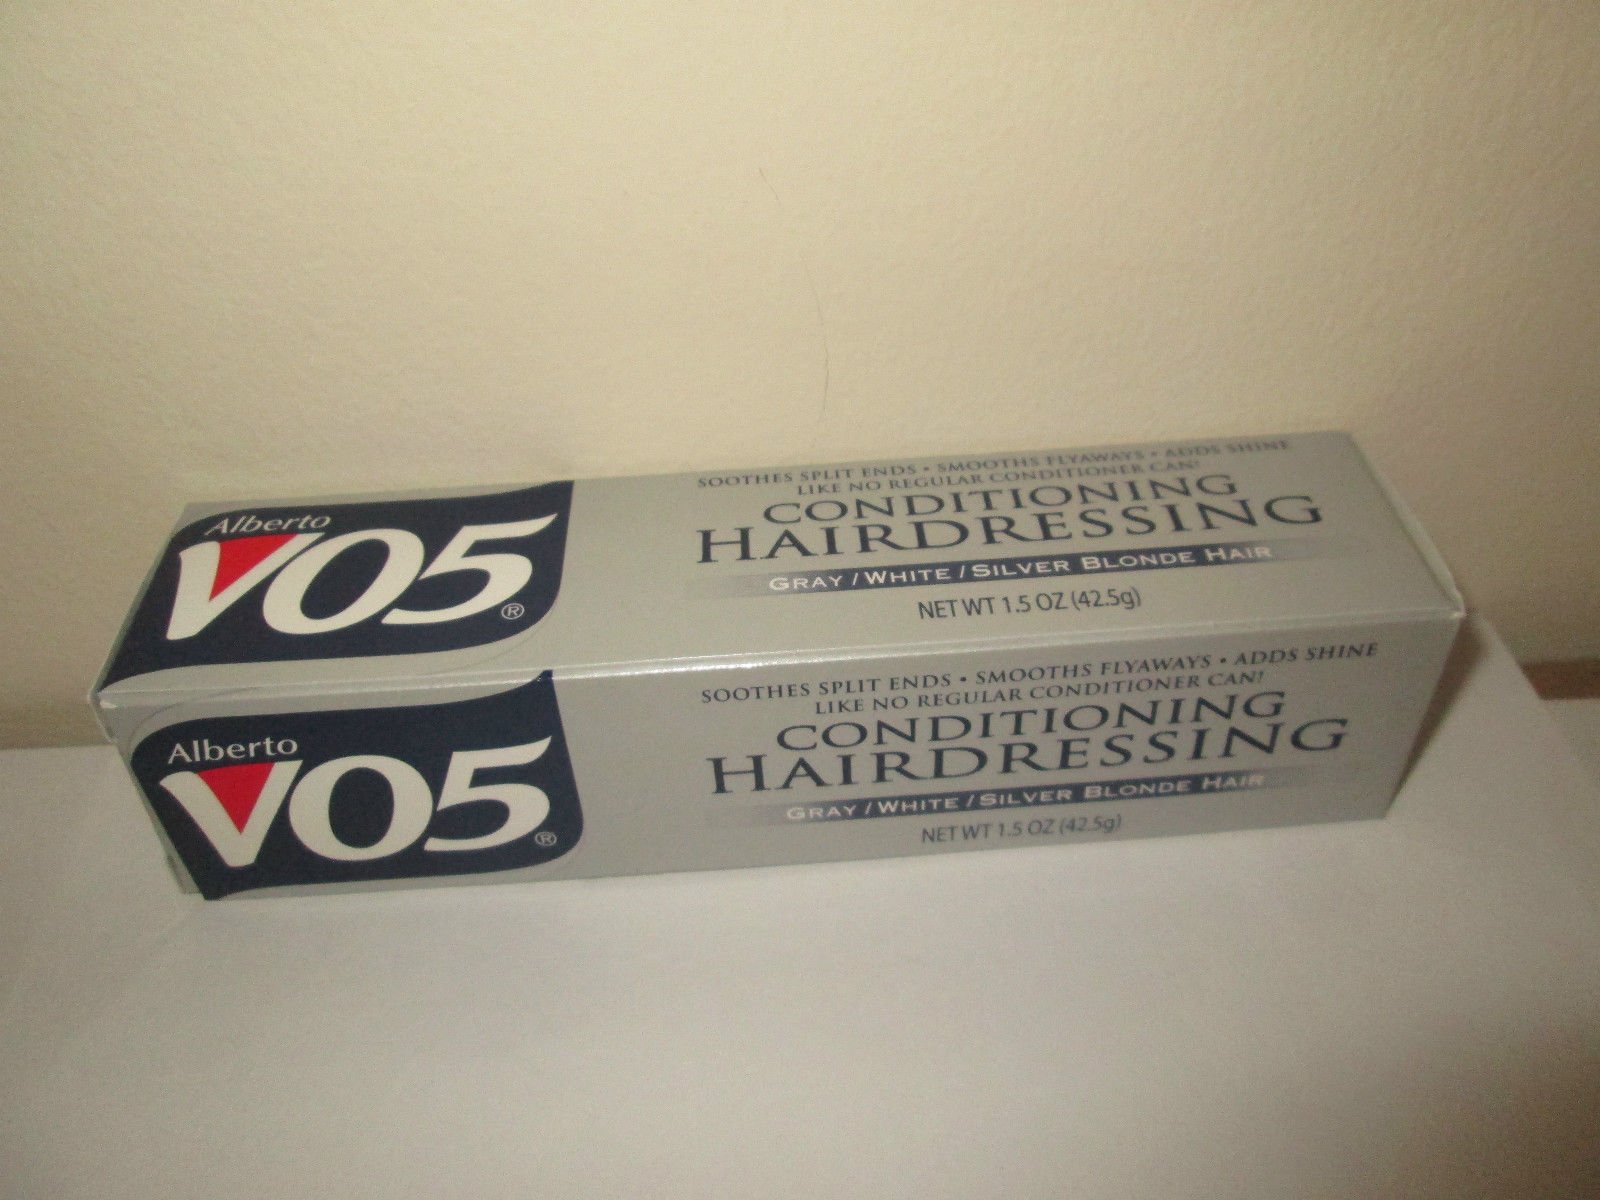 Alberto
VO5®
SOOTHES SPLIT ENDS • SMOOTHS FLYAWAYS • ADDS SHINE
LIKE NO REGULAR CONDITIONER CAN!
CONDITIONING
HAIRDRESSING
GRAY / WHITE / SILVER BLONDE HAIR
NET WT 1.5 OZ (42.5g)
Alberto
VO5®
SOOTHES SPLIT ENDS • SMOOTHS FLYAWAYS • ADDS SHINE
LIKE NO REGULAR CONDITIONER CAN!
CONDITIONING
HAIRDRESSING
GRAY / WHITE / SILVER BLONDE HAIR
NET WT 1.5 OZ (42.5g)